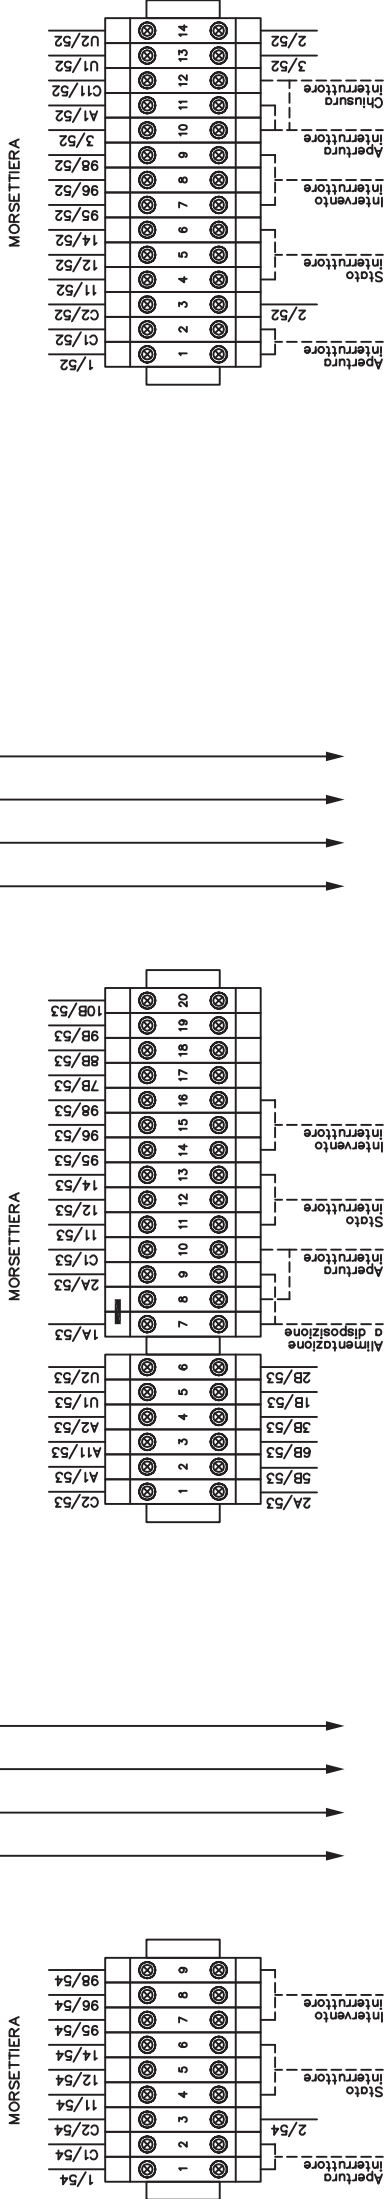 MORSETTIERA
U2/52
14
2/52
U1/52
13
3/52
C11/52
12
Chiusura
interruttore
A1/52
11
3/52
10
Apertura
interruttore
98/52
9
96/52
8
Intervento
interruttore
95/52
7
14/52
6
12/52
5
Stato
interruttore
11/52
4
C2/52
3
2/52
C1/52
2
1/52
1
Apertura
interruttore
MORSETTIERA
10B/53
20
9B/53
19
8B/53
18
7B/53
17
98/53
16
96/53
15
Intervento
interruttore
95/53
14
14/53
13
12/53
12
Stato
interruttore
11/53
11
C1/53
10
Apertura
interruttore
2A/53
9
8
1A/53
7
Alimentazione
a disposizione
U2/53
6
2B/53
U1/53
5
1B/53
A2/53
4
3B/53
A11/53
3
6B/53
A1/53
2
5B/53
C2/53
1
2A/53
MORSETTIERA
98/54
9
96/54
8
Intervento
interruttore
95/54
7
14/54
6
12/54
5
Stato
interruttore
11/54
4
C2/54
3
2/54
C1/54
2
1/54
1
Apertura
interruttore